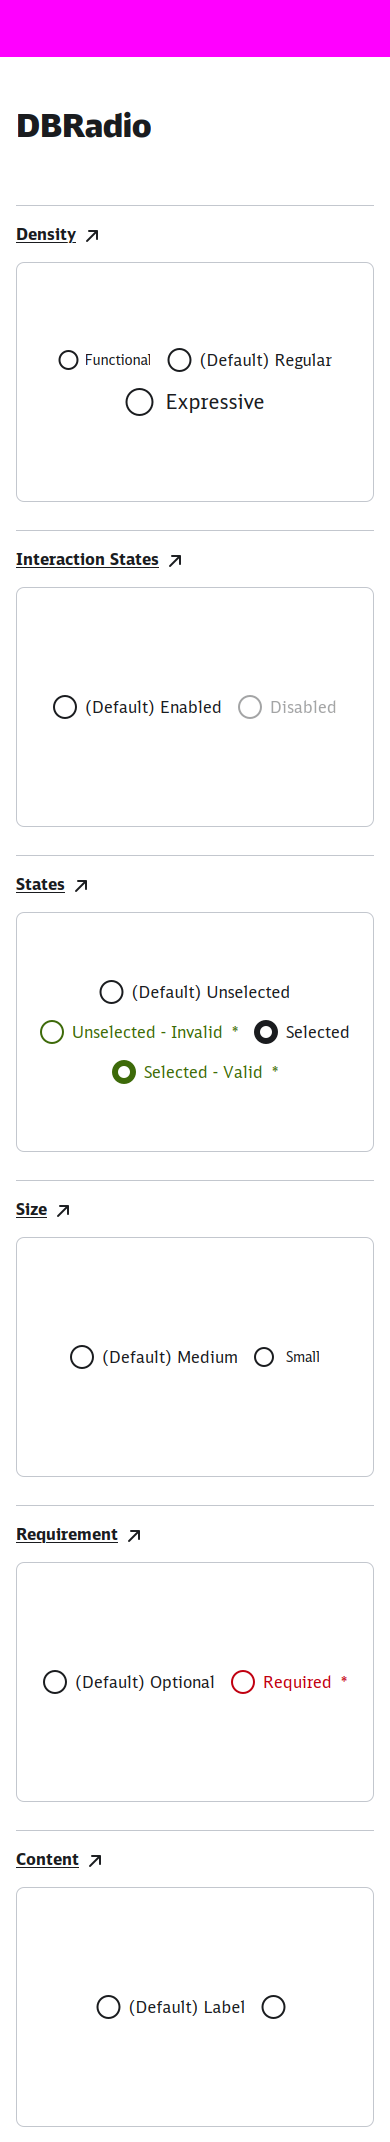 DBRadio
Density
Functional (Default) Regular
Expressive
Interaction States
(Default) Enabled Disabled
States
(Default) Unselected
Unselected - Invalid * Selected
Selected - Valid *
Size
(Default) Medium Small
Requirement
(Default) Optional Required *
Content
(Default) Label